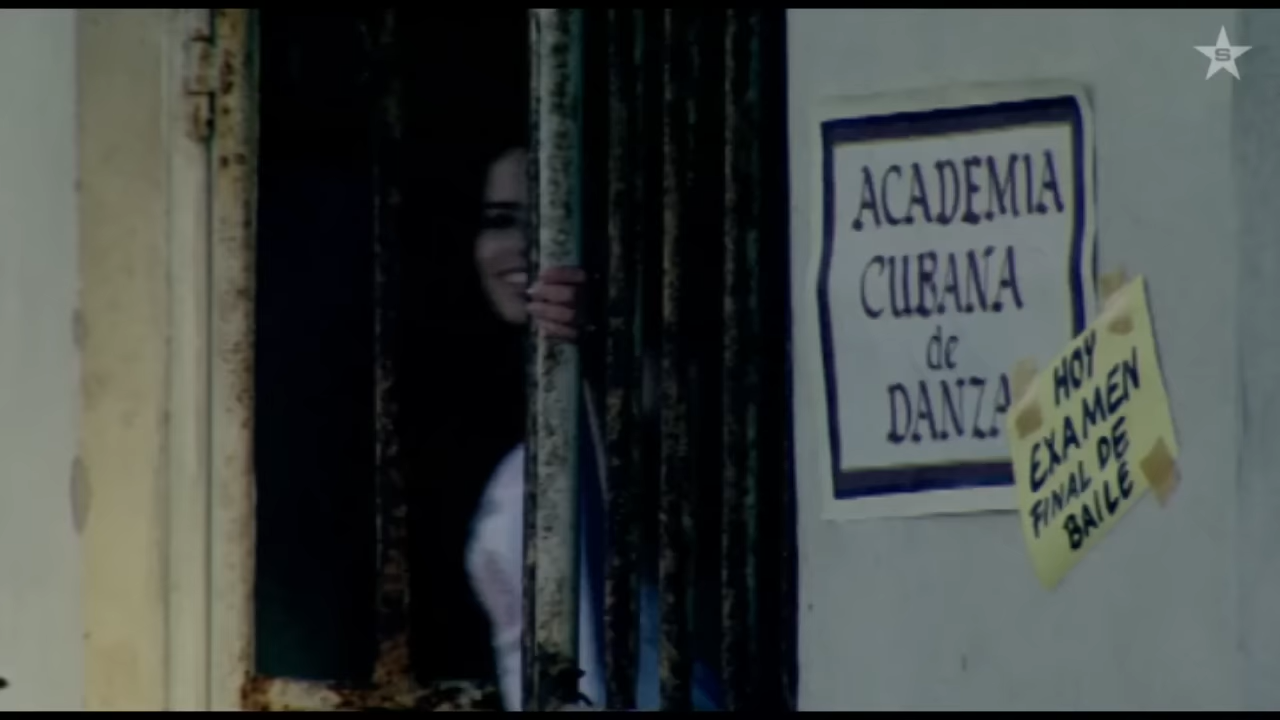 S
ACADEMIA
CUBANA
de
DANZA
HOY
EXAMEN
FINAL DE
BAILE